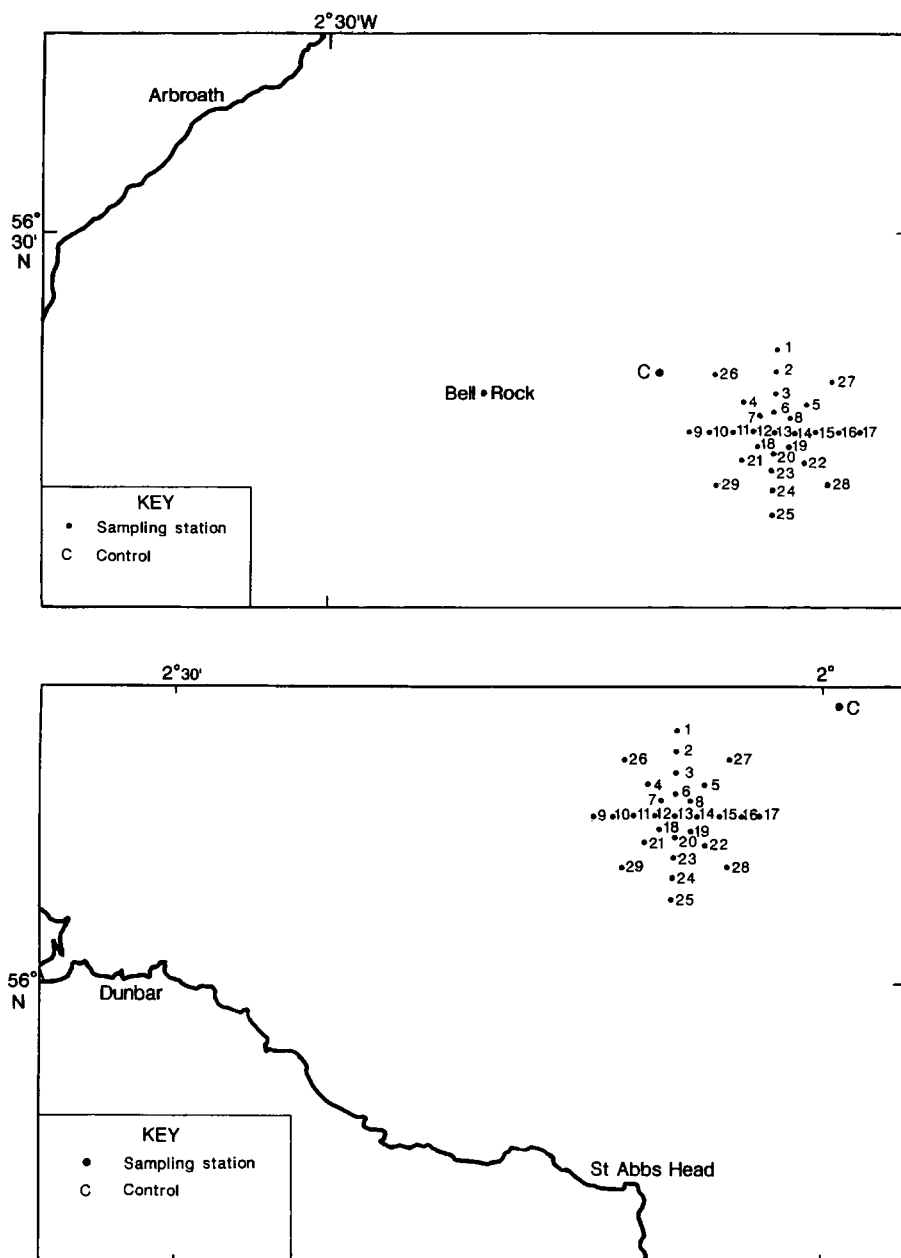 2°30'W
Arbroath
56°
30'
N
1
C 26 2 27
Bell Rock
3
4 6 5
7 8
9 10 11 12 13 14 15 16 17
18 19
21 20 22
23
29 24 28
25
KEY
Sampling station
C Control
2°30' 2°
C
1
26 2 27
3
4 6 5
7 8
9 10 11 12 13 14 15 16 17
18 19
21 20 22
23
29 24 28
25
56°
N
Dunbar
KEY
Sampling station
C Control
St Abbs Head